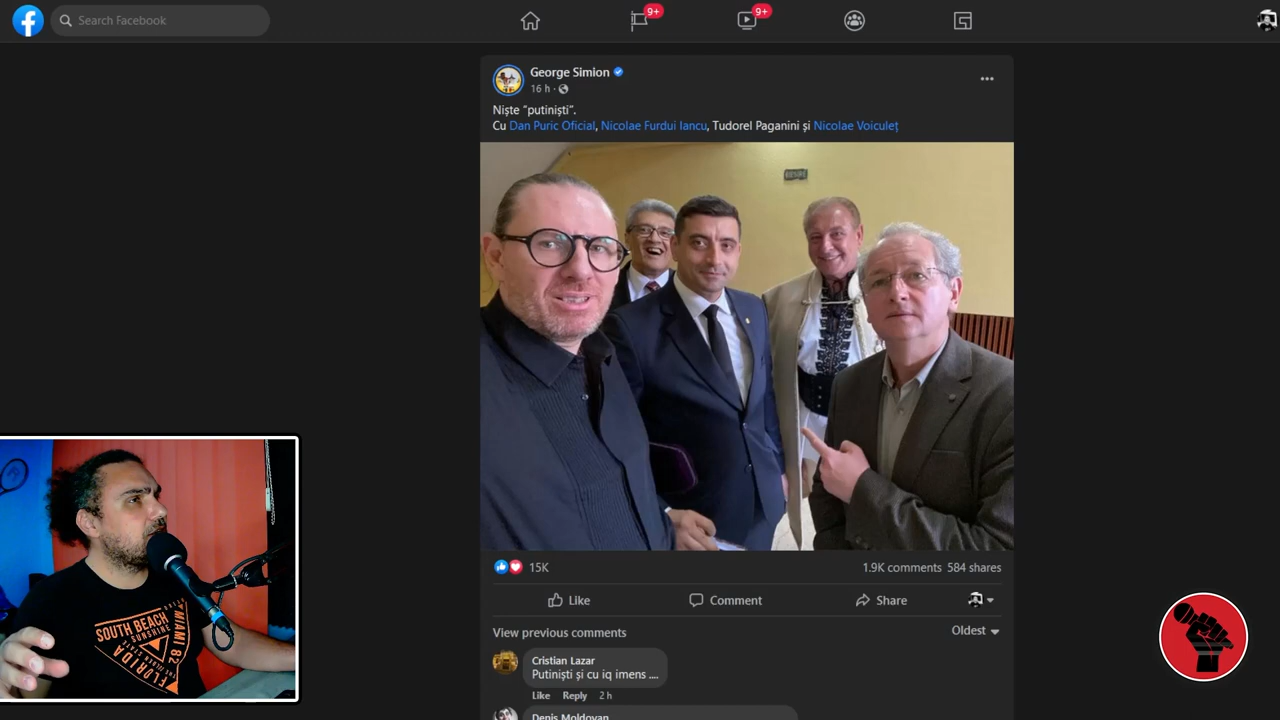 Search Facebook
9+
9+
George Simion
16 h ·
Niște "putiniști".
Cu Dan Puric Oficial, Nicolae Furdui Iancu, Tudorel Paganini și Nicolae Voiculeț
15K
1.9K comments 584 shares
Like
Comment
Share
View previous comments
Oldest
Cristian Lazar
Putiniști și cu iq imens ....
Like Reply 2 h
Denis Moldovan
SOUTH BEACH
SUNSHINE
MIAMI 82
FLORIDA